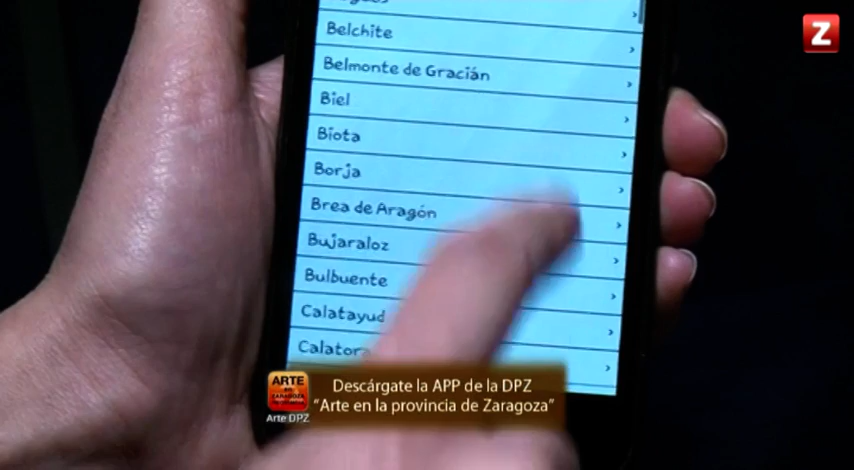 Belchite
Belmonte de Gracián
Biel
Biota
Borja
Brea de Aragón
Bujaraloz
Bulbuente
Calatayud
Z
ARTE
Descárgate la APP de la DPZ
“Arte en la provincia de Zaragoza”
Arte DPZ